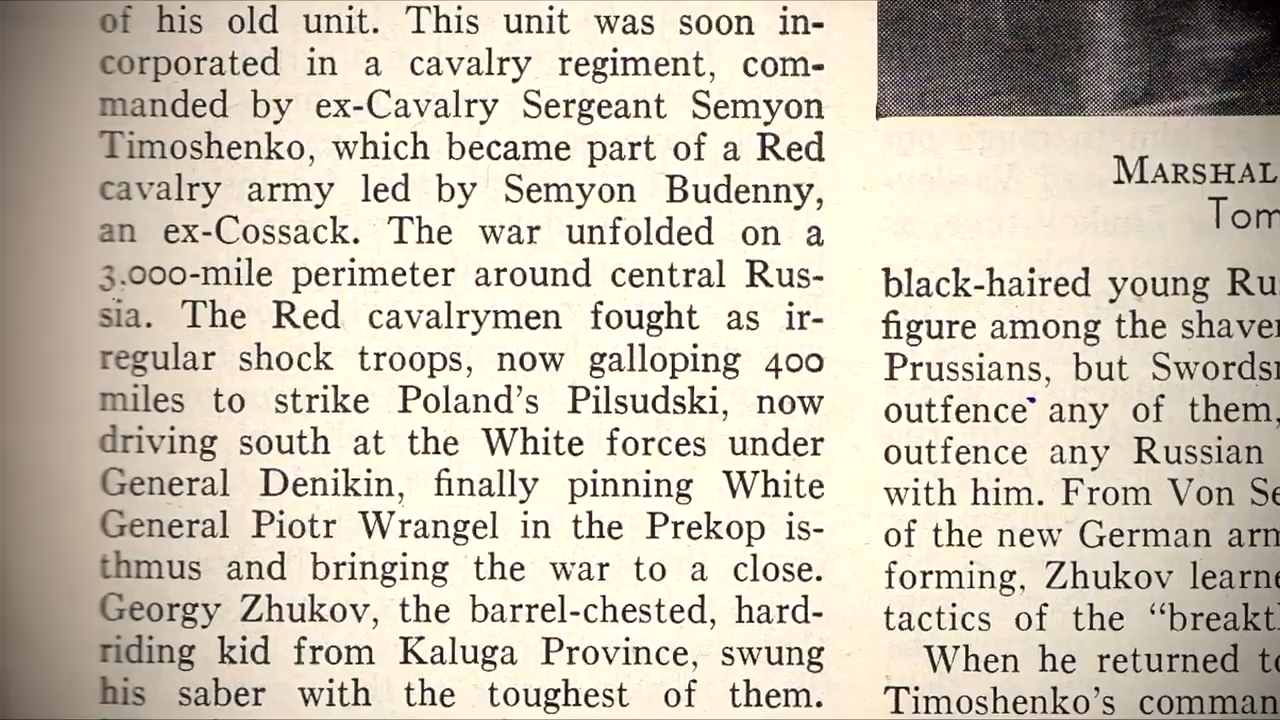 of his old unit. This unit was soon in-
corporated in a cavalry regiment, com-
manded by ex-Cavalry Sergeant Semyon
Timoshenko, which became part of a Red
cavalry army led by Semyon Budenny,
an ex-Cossack. The war unfolded on a
3,000-mile perimeter around central Rus-
sia. The Red cavalrymen fought as ir-
regular shock troops, now galloping 400
miles to strike Poland's Pilsudski, now
driving south at the White forces under
General Denikin, finally pinning White
General Piotr Wrangel in the Prekop is-
thmus and bringing the war to a close.
Georgy Zhukov, the barrel-chested, hard-
riding kid from Kaluga Province, swung
his saber with the toughest of them.
MARSHAL
Tom
black-haired young Ru
figure among the shaven
Prussians, but Swords
outfence any of them,
outfence any Russian
with him. From Von Se
of the new German arm
forming, Zhukov learne
tactics of the "breakt
When he returned to
Timoshenko's comman